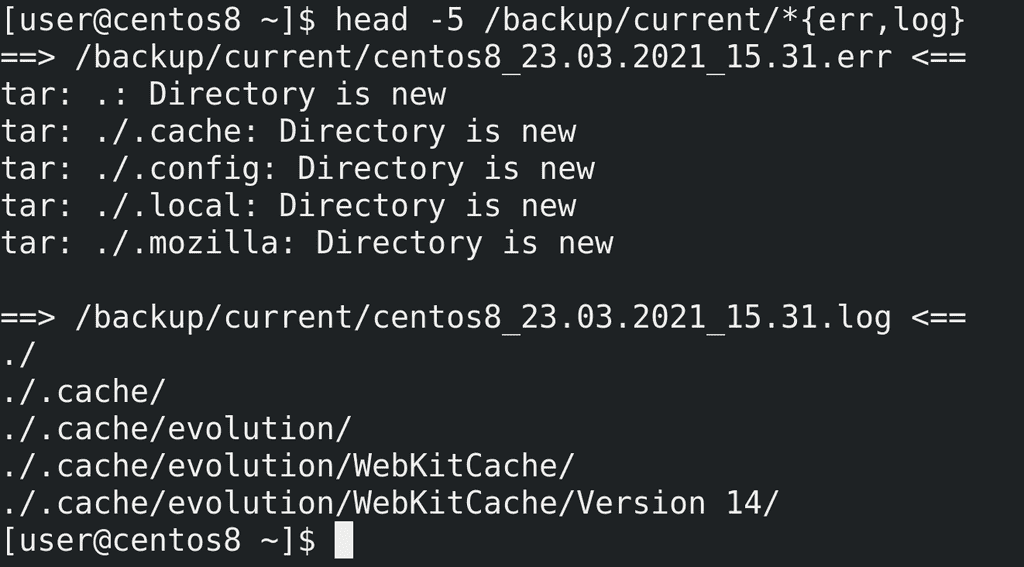 [user@centos8 ~]$ head -5 /backup/current/*{err,log}
==> /backup/current/centos8_23.03.2021_15.31.err <==
tar: .: Directory is new
tar: ./.cache: Directory is new
tar: ./.config: Directory is new
tar: ./.local: Directory is new
tar: ./.mozilla: Directory is new

==> /backup/current/centos8_23.03.2021_15.31.log <==
./
./.cache/
./.cache/evolution/
./.cache/evolution/WebKitCache/
./.cache/evolution/WebKitCache/Version 14/
[user@centos8 ~]$